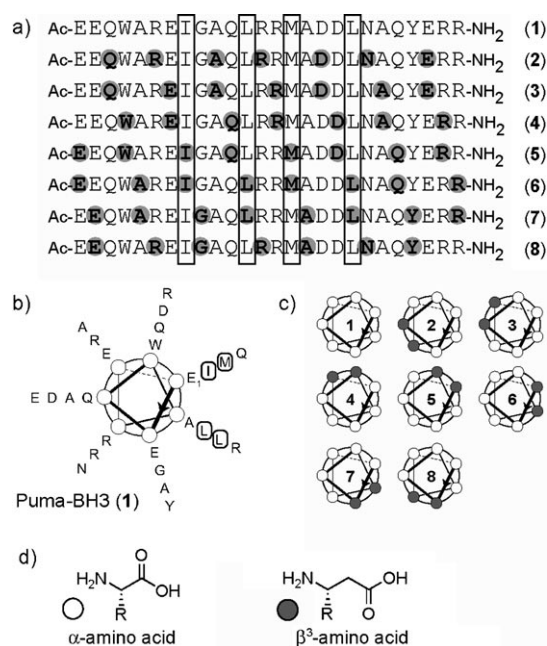 a) Ac-EEQWAREIGAQLRRMADDLNAQYERR-NH2 (1)
Ac-EEQWAREIGAQLRRMADDLNAQYERR-NH2 (2)
Ac-EEQWAREIGAQLRRMADDLNAQYERR-NH2 (3)
Ac-EEQWAREIGAQLRRMADDLNAQYERR-NH2 (4)
Ac-EEQWAREIGAQLRRMADDLNAQYERR-NH2 (5)
Ac-EEQWAREIGAQLRRMADDLNAQYERR-NH2 (6)
Ac-EEQWAREIGAQLRRMADDLNAQYERR-NH2 (7)
Ac-EEQWAREIGAQLRRMADDLNAQYERR-NH2 (8)
b)
R
D
Q
W
A R E
E1 I M Q
E D A Q
A L L R
N R R
E
G
A
Y
Puma-BH3 (1)
c)
1 2 3
4 5 6
7 8
d)
H2N O OH R
α-amino acid
H2N OH R O
β3-amino acid